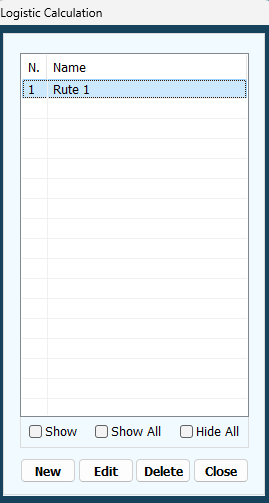 Logistic Calculation
N. Name
1 Rute 1
Show Show All Hide All
New Edit Delete Close